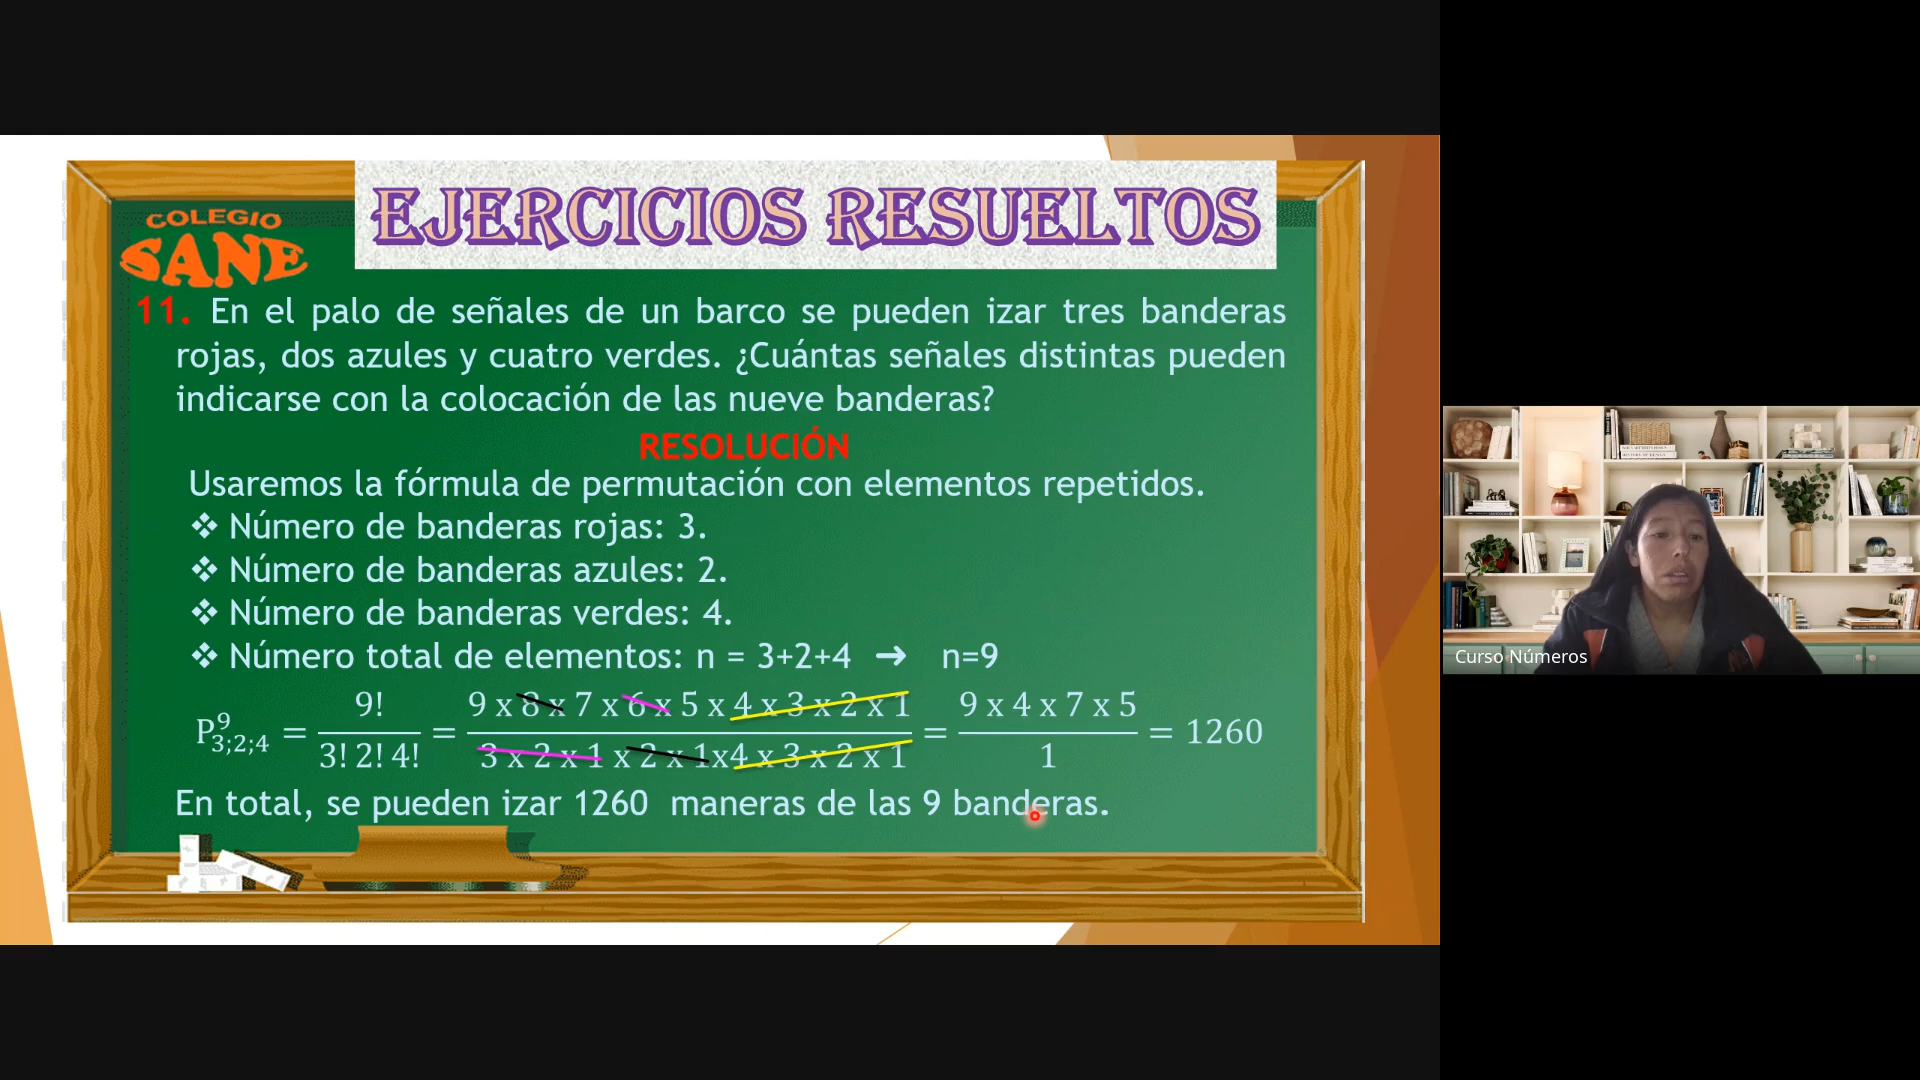 EJERCICIOS RESUELTOS
COLEGIO
SANE
11. En el palo de señales de un barco se pueden izar tres banderas
rojas, dos azules y cuatro verdes. ¿Cuántas señales distintas pueden
indicarse con la colocación de las nueve banderas?
RESOLUCIÓN
Usaremos la fórmula de permutación con elementos repetidos.
❖ Número de banderas rojas: 3.
❖ Número de banderas azules: 2.
❖ Número de banderas verdes: 4.
❖ Número total de elementos: n = 3+2+4 → n=9
P^9_{3;2;4} = 9!/(3! 2! 4!) = (9 x 8 x 7 x 6 x 5 x 4 x 3 x 2 x 1)/(3 x 2 x 1 x 2 x 1x4 x 3 x 2 x 1) = (9 x 4 x 7 x 5)/1 = 1260
En total, se pueden izar 1260 maneras de las 9 banderas.
Curso Números